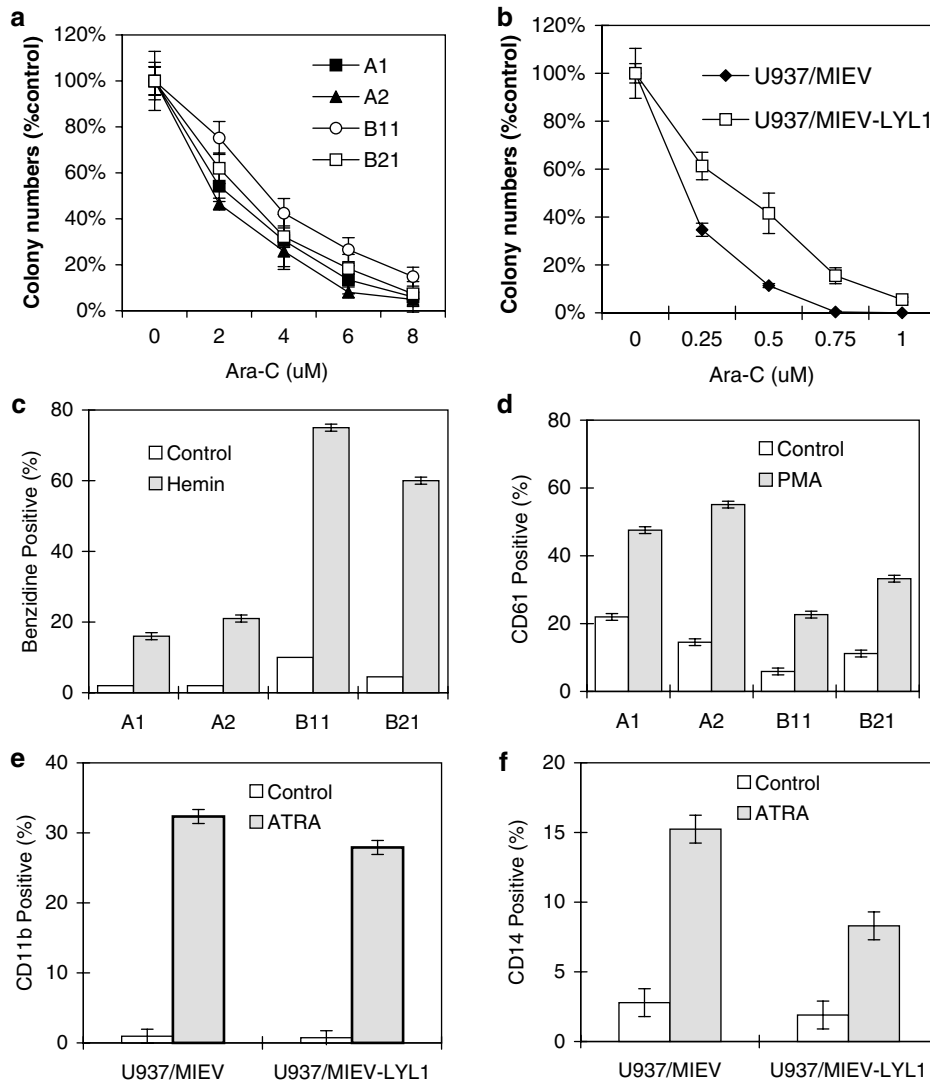 a
Colony numbers (%control)
120%
100%
80%
60%
40%
20%
0%
A1
A2
B11
B21
0 2 4 6 8
Ara-C (uM)
b
Colony numbers (%control)
120%
100%
80%
60%
40%
20%
0%
U937/MIEV
U937/MIEV-LYL1
0 0.25 0.5 0.75 1
Ara-C (uM)
c
Benzidine Positive (%)
80
60
40
20
0
Control
Hemin
A1 A2 B11 B21
d
CD61 Positive (%)
80
60
40
20
0
Control
PMA
A1 A2 B11 B21
e
CD11b Positive (%)
40
30
20
10
0
Control
ATRA
U937/MIEV U937/MIEV-LYL1
f
CD14 Positive (%)
20
15
10
5
0
Control
ATRA
U937/MIEV U937/MIEV-LYL1